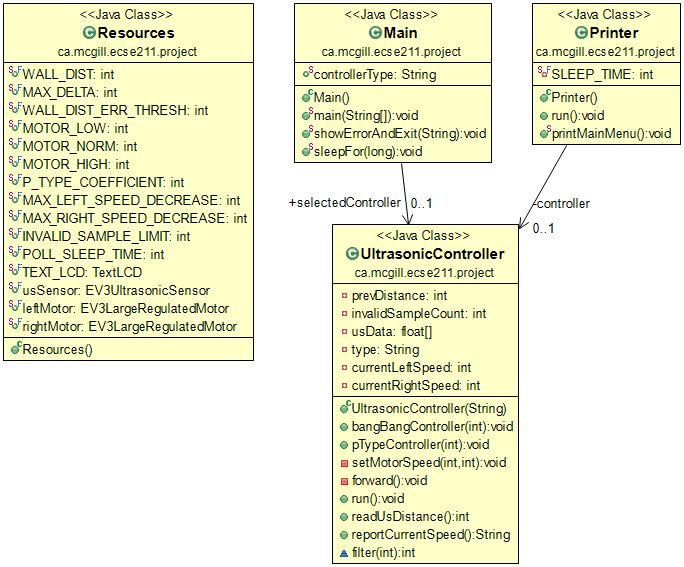 <<Java Class>>
Resources
ca.mcgill.ecse211.project
WALL_DIST: int
MAX_DELTA: int
WALL_DIST_ERR_THRESH: int
MOTOR_LOW: int
MOTOR_NORM: int
MOTOR_HIGH: int
P_TYPE_COEFFICIENT: int
MAX_LEFT_SPEED_DECREASE: int
MAX_RIGHT_SPEED_DECREASE: int
INVALID_SAMPLE_LIMIT: int
POLL_SLEEP_TIME: int
TEXT_LCD: TextLCD
usSensor: EV3UltrasonicSensor
leftMotor: EV3LargeRegulatedMotor
rightMotor: EV3LargeRegulatedMotor
Resources()
<<Java Class>>
Main
ca.mcgill.ecse211.project
controllerType: String
Main()
main(String[]):void
showErrorAndExit(String):void
sleepFor(long):void
<<Java Class>>
Printer
ca.mcgill.ecse211.project
SLEEP_TIME: int
Printer()
run():void
printMainMenu():void
+selectedController
0..1
-controller
0..1
<<Java Class>>
UltrasonicController
ca.mcgill.ecse211.project
prevDistance: int
invalidSampleCount: int
usData: float[]
type: String
currentLeftSpeed: int
currentRightSpeed: int
UltrasonicController(String)
bangBangController(int):void
pTypeController(int):void
setMotorSpeed(int,int):void
forward():void
run():void
readUsDistance():int
reportCurrentSpeed():String
filter(int):int